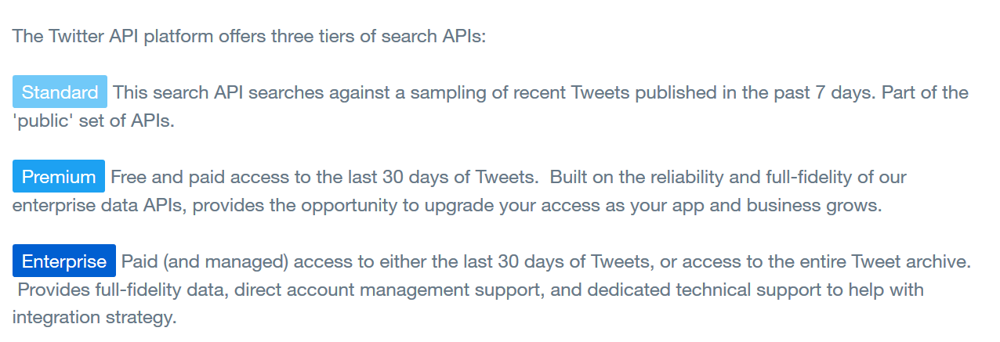 The Twitter API platform offers three tiers of search APIs:
Standard This search API searches against a sampling of recent Tweets published in the past 7 days. Part of the
'public' set of APIs.
Premium Free and paid access to the last 30 days of Tweets.  Built on the reliability and full-fidelity of our
enterprise data APIs, provides the opportunity to upgrade your access as your app and business grows.
Enterprise Paid (and managed) access to either the last 30 days of Tweets, or access to the entire Tweet archive.
Provides full-fidelity data, direct account management support, and dedicated technical support to help with
integration strategy.